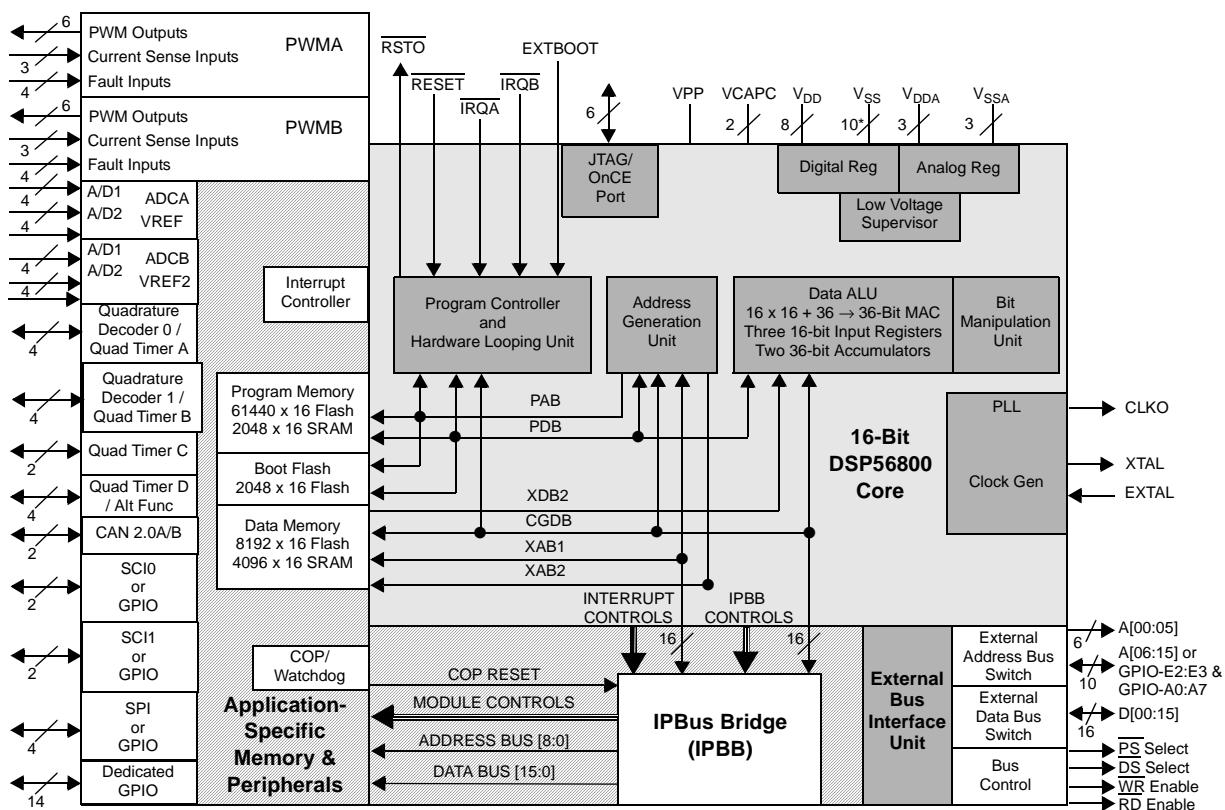 6
PWM Outputs
PWMA
Current Sense Inputs
3
Fault Inputs
4
6
PWM Outputs
PWMB
Current Sense Inputs
3
Fault Inputs
4
4
A/D1
A/D2
ADCA
VREF
4
4
A/D1
A/D2
ADCB
VREF2
4
4
Quadrature
Decoder 0 /
Quad Timer A
4
Quadrature
Decoder 1 /
Quad Timer B
4
Quad Timer C
2
Quad Timer D
/ Alt Func
4
CAN 2.0A/B
2
SCI0
or
GPIO
2
SCI1
or
GPIO
2
SPI
or
GPIO
4
Dedicated
GPIO
14
RSTO
RESET
IRQA
IRQB
EXTBOOT
6
JTAG/
OnCE
Port
VPP
VCAPC
2
VDD
8
VSS
10*
VDDA
3
VSSA
3
Digital Reg
Analog Reg
Low Voltage
Supervisor
Interrupt
Controller
Program Controller
and
Hardware Looping Unit
Address
Generation
Unit
Data ALU
16 x 16 + 36 → 36-Bit MAC
Three 16-bit Input Registers
Two 36-bit Accumulators
Bit
Manipulation
Unit
Program Memory
61440 x 16 Flash
2048 x 16 SRAM
Boot Flash
2048 x 16 Flash
Data Memory
8192 x 16 Flash
4096 x 16 SRAM
PAB
PDB
XDB2
CGDB
XAB1
XAB2
16-Bit
DSP56800
Core
PLL
Clock Gen
CLKO
XTAL
EXTAL
INTERRUPT
CONTROLS
16
IPBB
CONTROLS
16
COP/
Watchdog
Application-
Specific
Memory &
Peripherals
COP RESET
MODULE CONTROLS
ADDRESS BUS [8:0]
DATA BUS [15:0]
IPBus Bridge
(IPBB)
External
Bus
Interface
Unit
External
Address Bus
Switch
External
Data Bus
Switch
Bus
Control
A[00:05]
6
A[06:15] or
GPIO-E2:E3 &
GPIO-A0:A7
10
D[00:15]
16
PS Select
DS Select
WR Enable
RD Enable